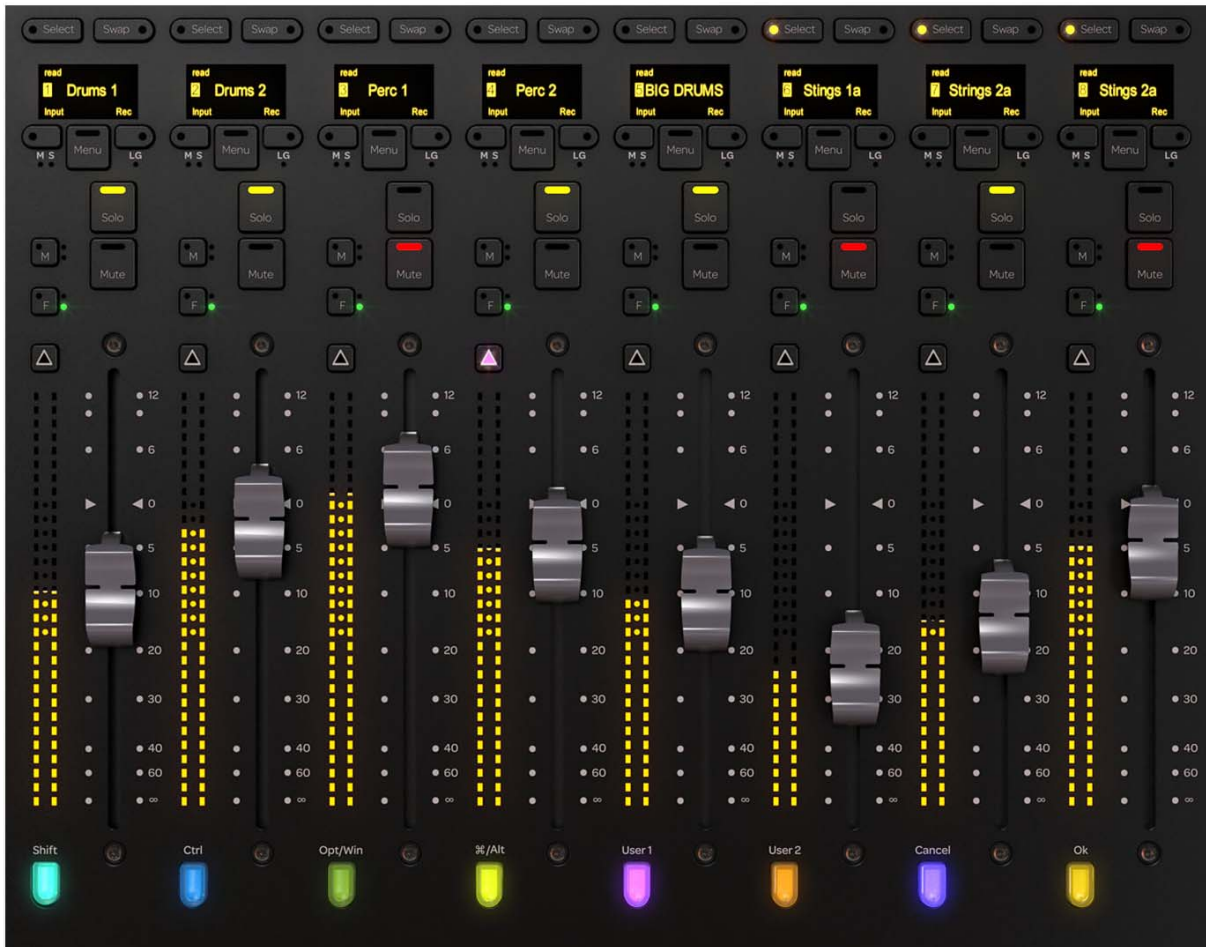 Select Swap Select Swap Select Swap Select Swap Select Swap Select Swap Select Swap Select Swap
read read read read read read read read
1 Drums 1 2 Drums 2 3 Perc 1 4 Perc 2 5 BIG DRUMS 6 Stings 1a 7 Strings 2a 8 Stings 2a
Input Rec Input Rec Input Rec Input Rec Input Rec Input Rec Input Rec Input Rec
Menu Menu Menu Menu Menu Menu Menu Menu
M S LG M S LG M S LG M S LG M S LG M S LG M S LG M S LG
Solo Solo Solo Solo Solo Solo Solo Solo
M M M M M M M M
Mute Mute Mute Mute Mute Mute Mute Mute
F F F F F F F F
12 12 12 12 12 12 12 12
6 6 6 6 6 6 6 6
0 0 0 0 0 0 0 0
5 5 5 5 5 5 5 5
10 10 10 10 10 10 10 10
20 20 20 20 20 20 20 20
30 30 30 30 30 30 30 30
40 40 40 40 40 40 40 40
60 60 60 60 60 60 60 60
∞ ∞ ∞ ∞ ∞ ∞ ∞ ∞
Shift Ctrl Opt/Win ⌘/Alt User 1 User 2 Cancel Ok